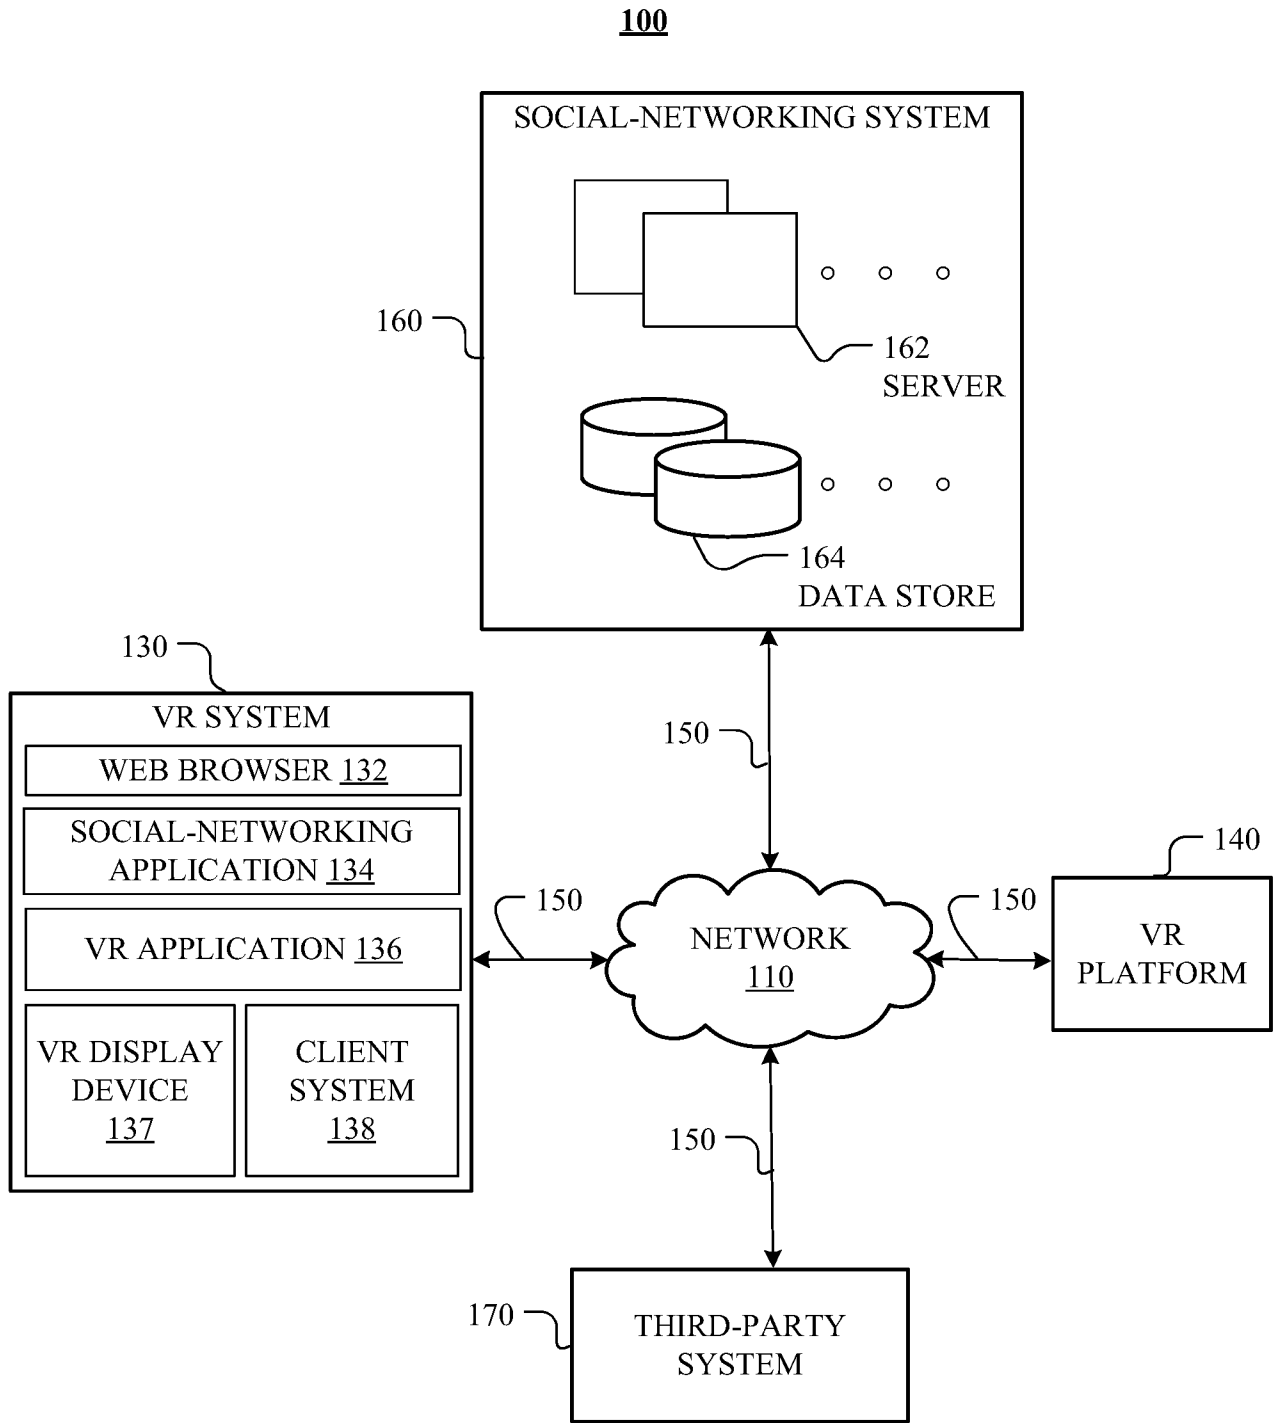 100
SOCIAL-NETWORKING SYSTEM
160
162
SERVER
164
DATA STORE
130
VR SYSTEM
WEB BROWSER 132
SOCIAL-NETWORKING
APPLICATION 134
VR APPLICATION 136
VR DISPLAY
DEVICE
137
CLIENT
SYSTEM
138
150
150
NETWORK
110
150
140
VR
PLATFORM
150
170
THIRD-PARTY
SYSTEM